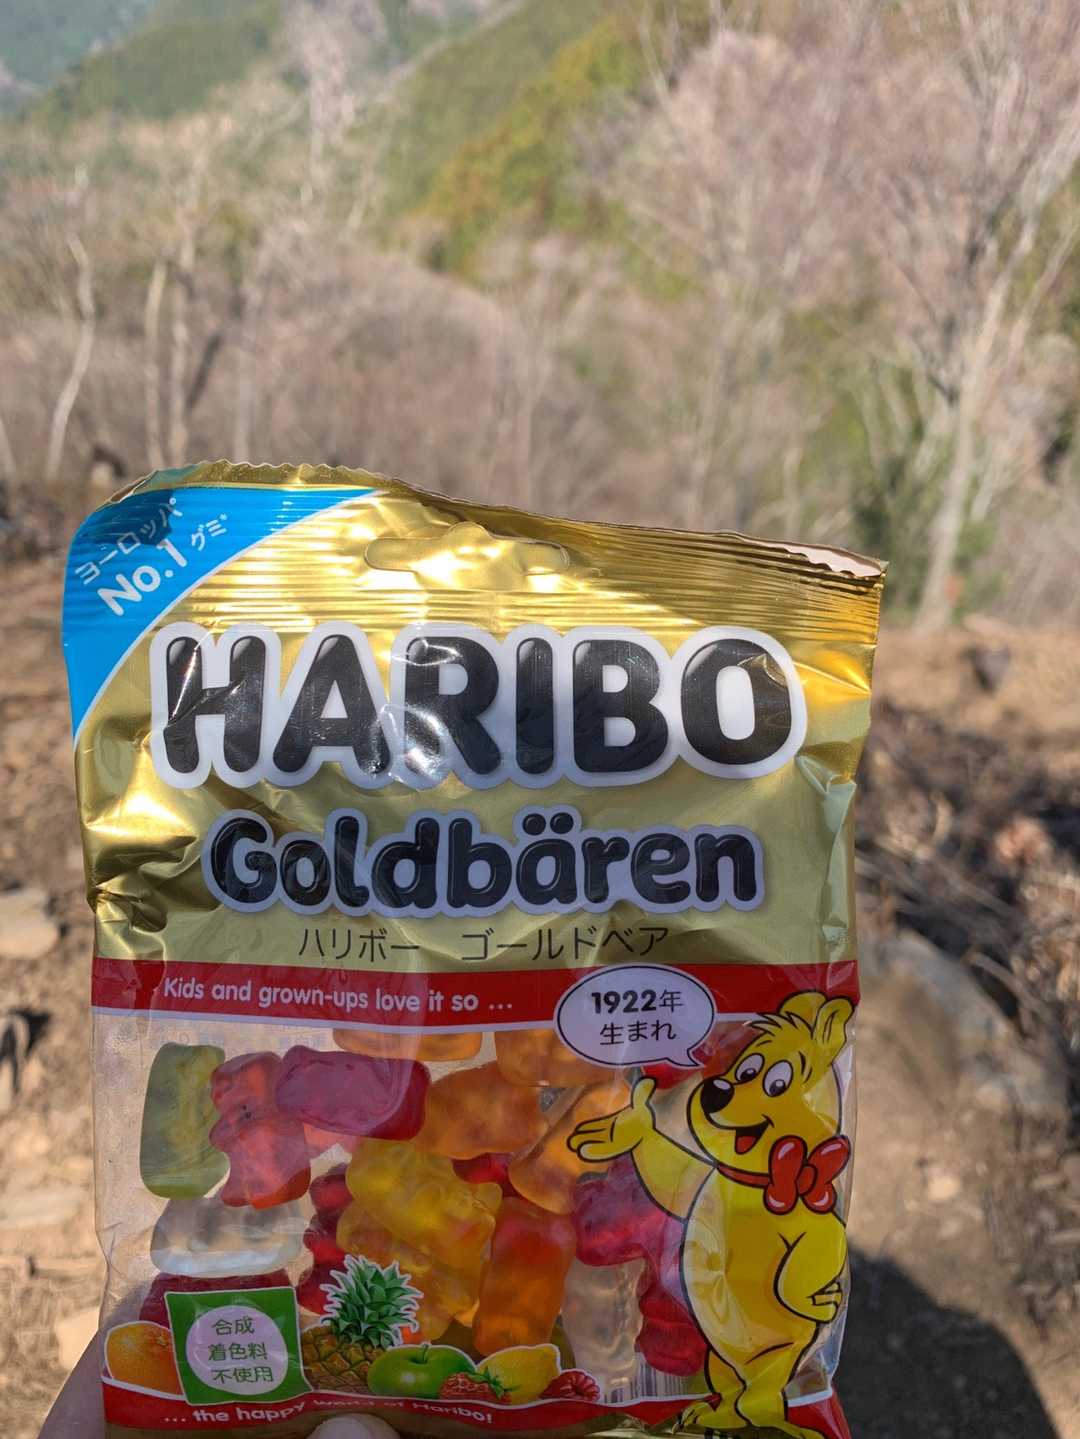 ヨーロッパ
No.1グミ*
HARIBO
Goldbären
ハリボー ゴールドベア
Kids and grown-ups love it so ...
1922年
生まれ
合成
着色料
不使用
... the happy world of Haribo!